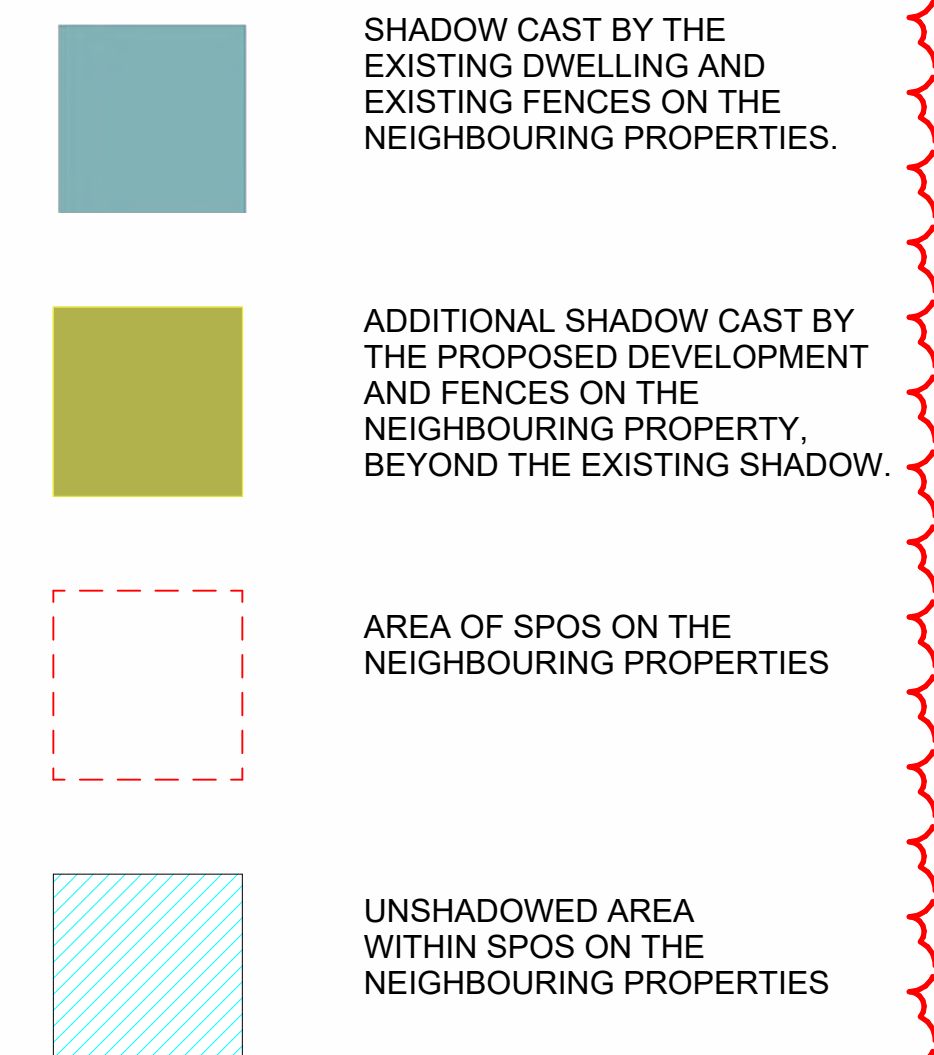 SHADOW CAST BY THE
EXISTING DWELLING AND
EXISTING FENCES ON THE
NEIGHBOURING PROPERTIES.
ADDITIONAL SHADOW CAST BY
THE PROPOSED DEVELOPMENT
AND FENCES ON THE
NEIGHBOURING PROPERTY,
BEYOND THE EXISTING SHADOW.
AREA OF SPOS ON THE
NEIGHBOURING PROPERTIES
UNSHADOWED AREA
WITHIN SPOS ON THE
NEIGHBOURING PROPERTIES